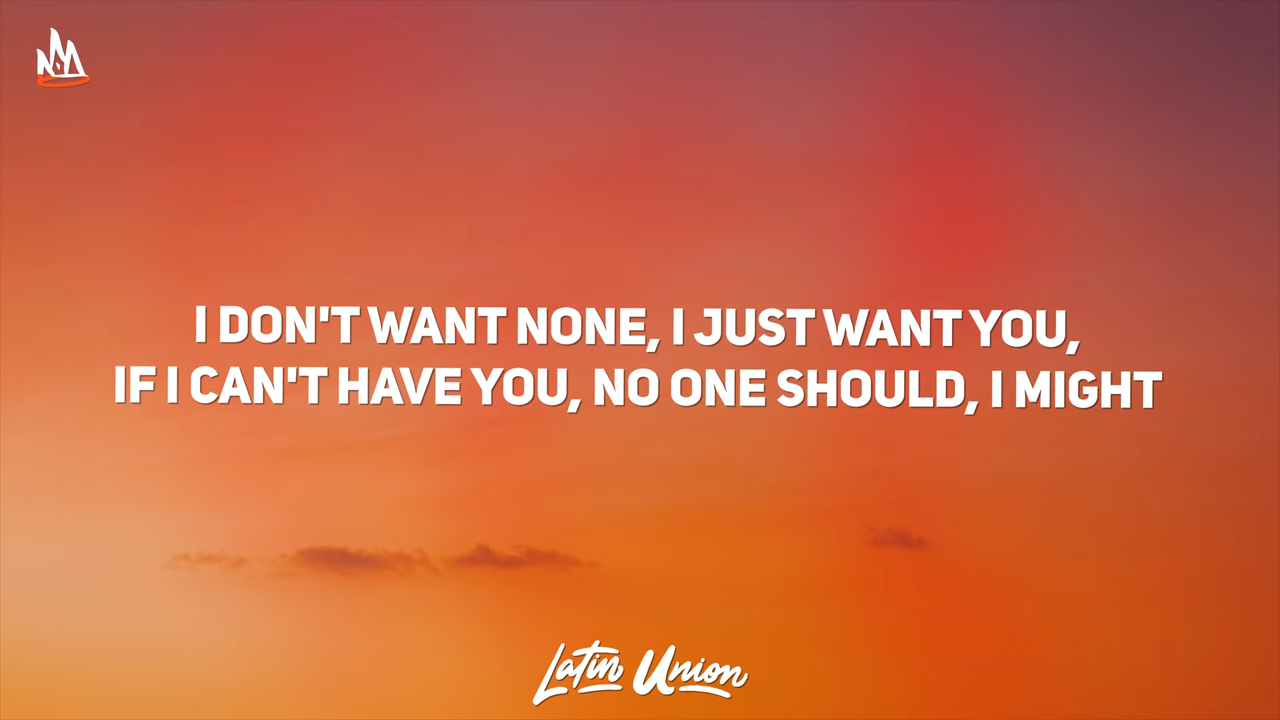 I DON'T WANT NONE, I JUST WANT YOU,
IF I CAN'T HAVE YOU, NO ONE SHOULD, I MIGHT
Latin Union